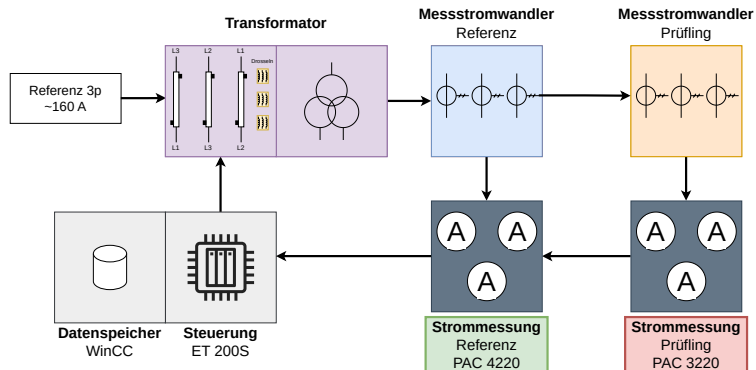 Transformator
Messstromwandler
Referenz
Messstromwandler
Prüfling
Referenz 3p
~160 A
L3
L2
L1
Drosseln
L1
L3
L2
A
A
A
A
A
A
Datenspeicher
WinCC
Steuerung
ET 200S
Strommessung
Referenz
PAC 4220
Strommessung
Prüfling
PAC 3220